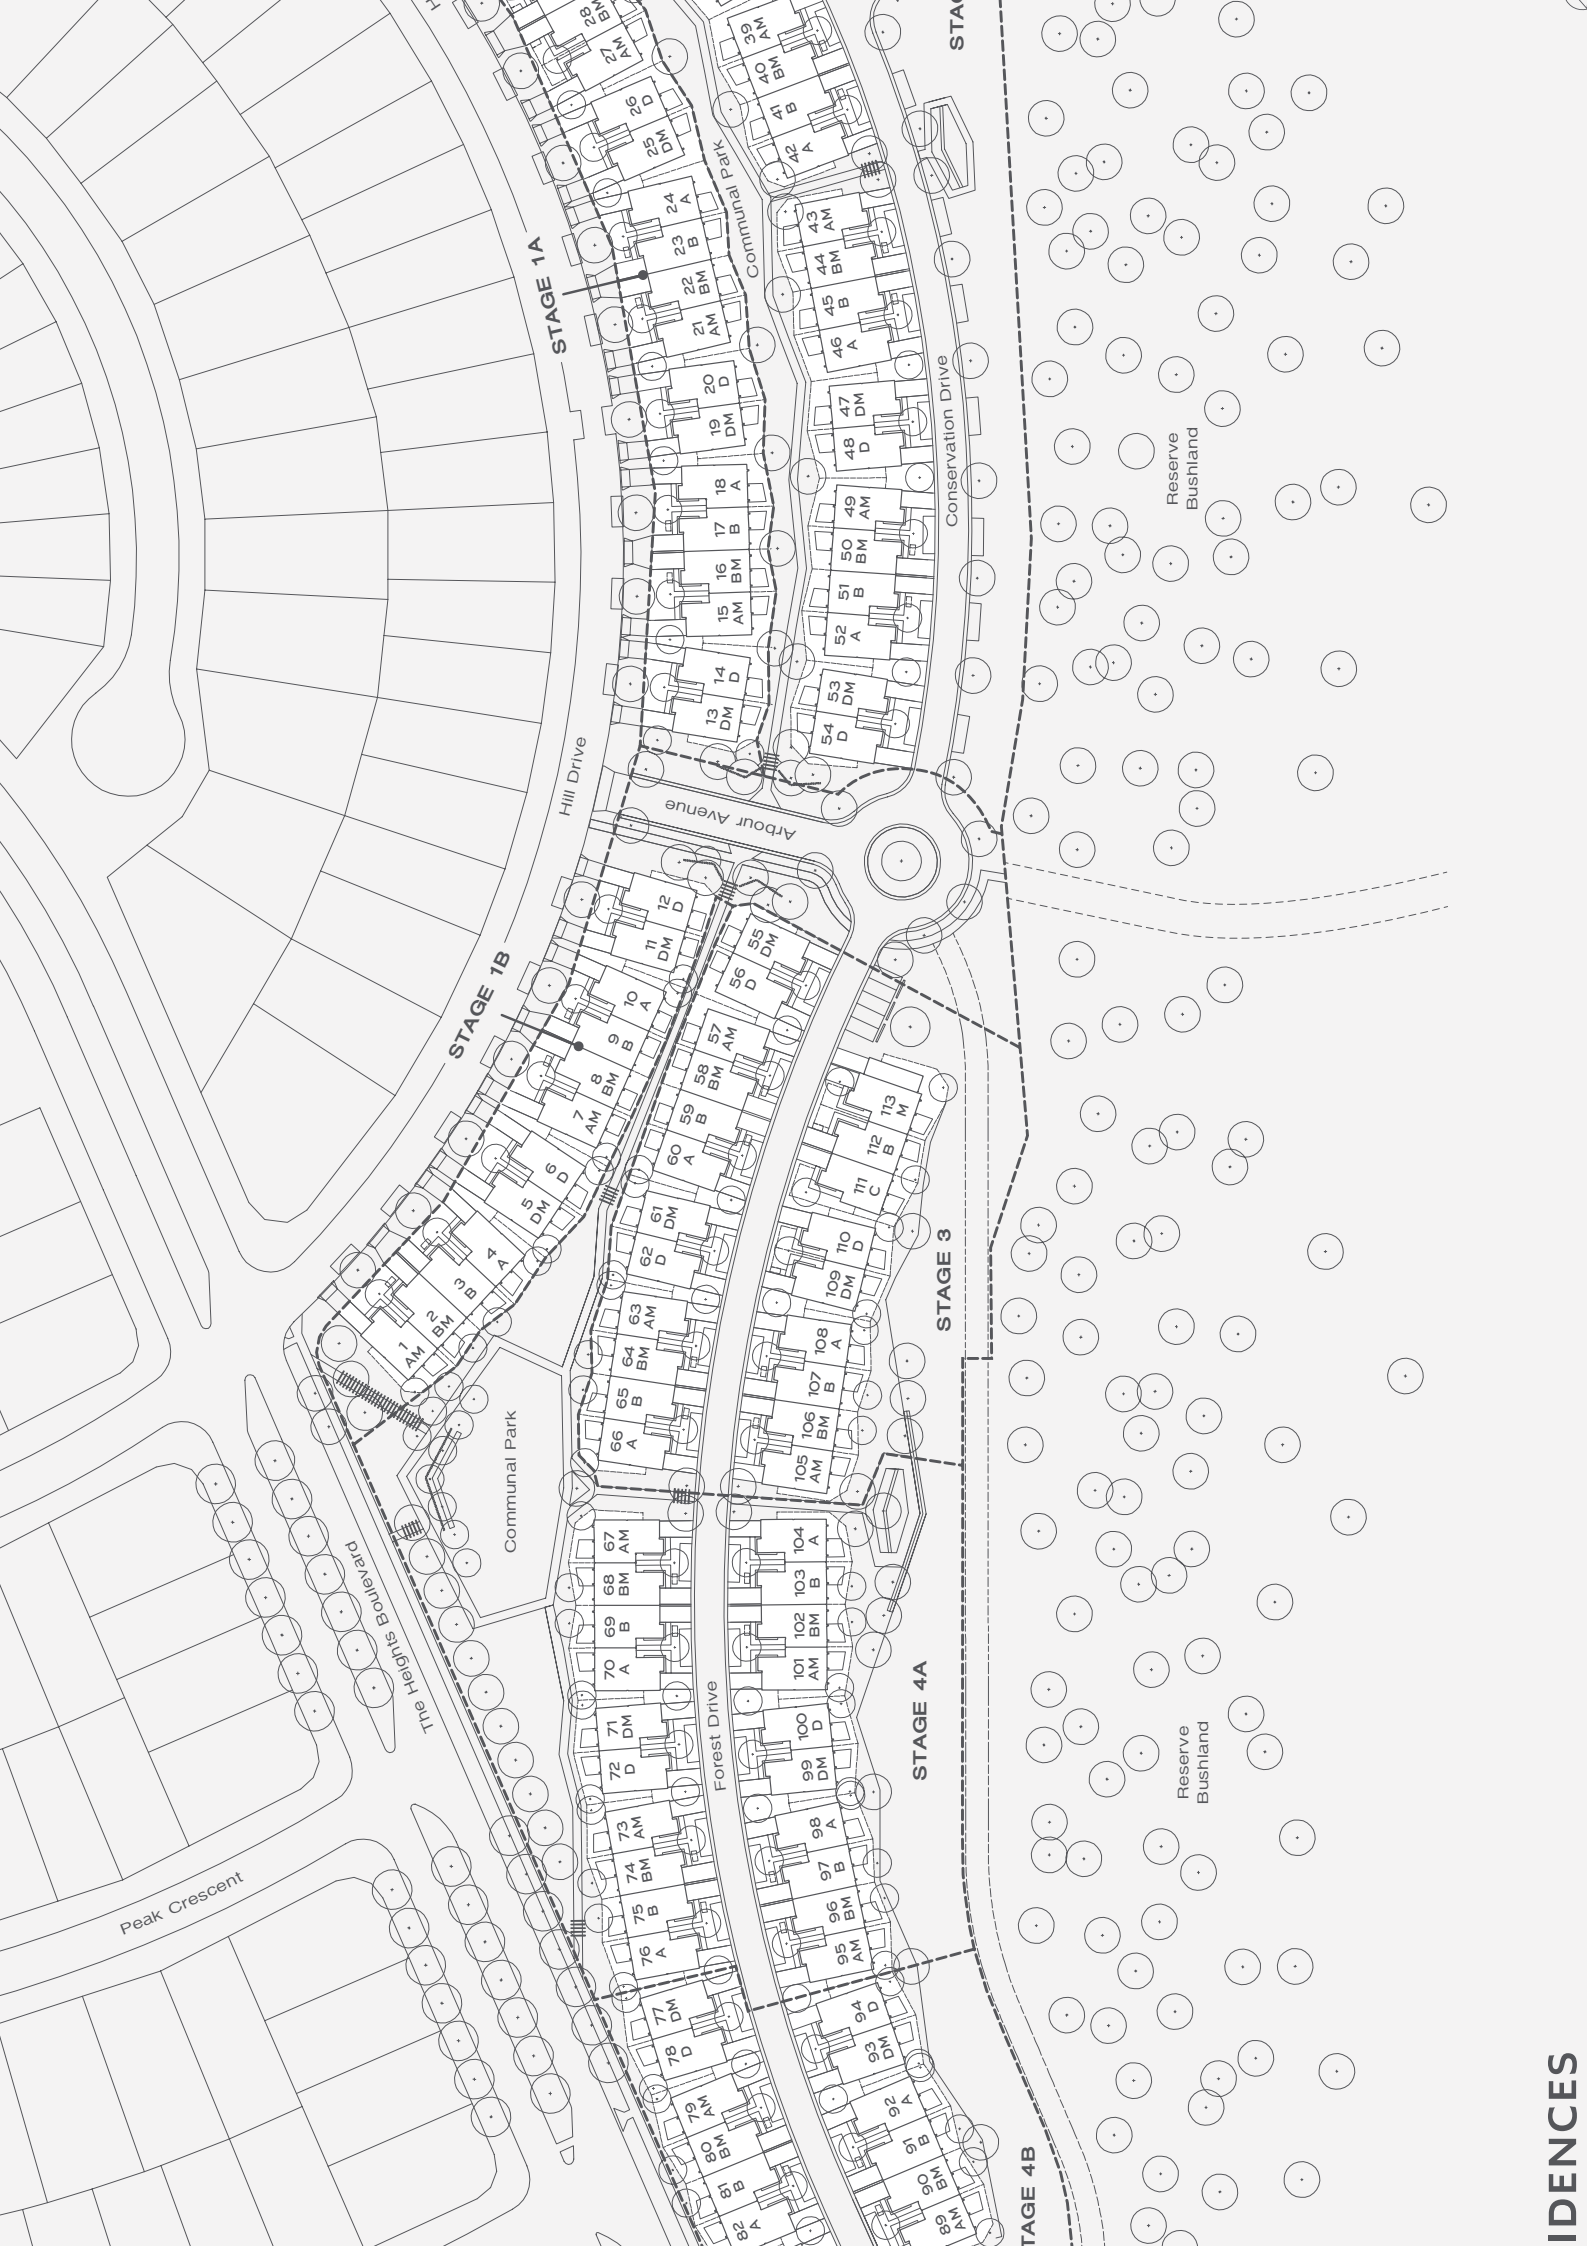 STAGE 1A
STAGE 1B
STAGE 3
STAGE 4A
TAGE 4B
STAG
IDENCES
Hill Drive
Arbour Avenue
Conservation Drive
Forest Drive
The Heights Boulevard
Peak Crescent
Communal Park
Communal Park
Reserve
Bushland
Reserve
Bushland
H
1
AM
2
BM
3
B
4
A
5
DM
6
D
7
AM
8
BM
9
B
10
A
11
DM
12
D
13
DM
14
D
15
AM
16
BM
17
B
18
A
19
DM
20
D
21
AM
22
BM
23
B
24
A
25
DM
26
D
27
AM
28
BM
39
AM
40
BM
41
B
42
A
43
AM
44
BM
45
B
46
A
47
DM
48
D
49
AM
50
BM
51
B
52
A
53
DM
54
D
55
DM
56
D
57
AM
58
BM
59
B
60
A
61
DM
62
D
63
AM
64
BM
65
B
66
A
67
AM
68
BM
69
B
70
A
71
DM
72
D
73
AM
74
BM
75
B
76
A
77
DM
78
D
79
AM
80
BM
81
B
82
A
89
AM
90
BM
91
B
92
A
93
DM
94
D
95
AM
96
BM
97
B
98
A
99
DM
100
D
101
AM
102
BM
103
B
104
A
105
AM
106
BM
107
B
108
A
109
DM
110
D
111
C
112
B
113
M